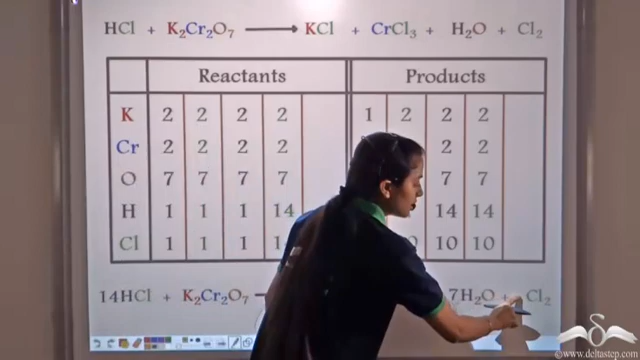 HCl + K₂Cr₂O₇ ⟶ KCl + CrCl₃ + H₂O + Cl₂
Reactants Products
K 2 2 2 2 1 2 2 2
Cr 2 2 2 2 2 2
O 7 7 7 7 7 7
H 1 1 1 14 14 14
Cl 1 1 1 10 10
14HCl + K₂Cr₂O₇ 7H₂O + Cl₂
www.deltastep.com